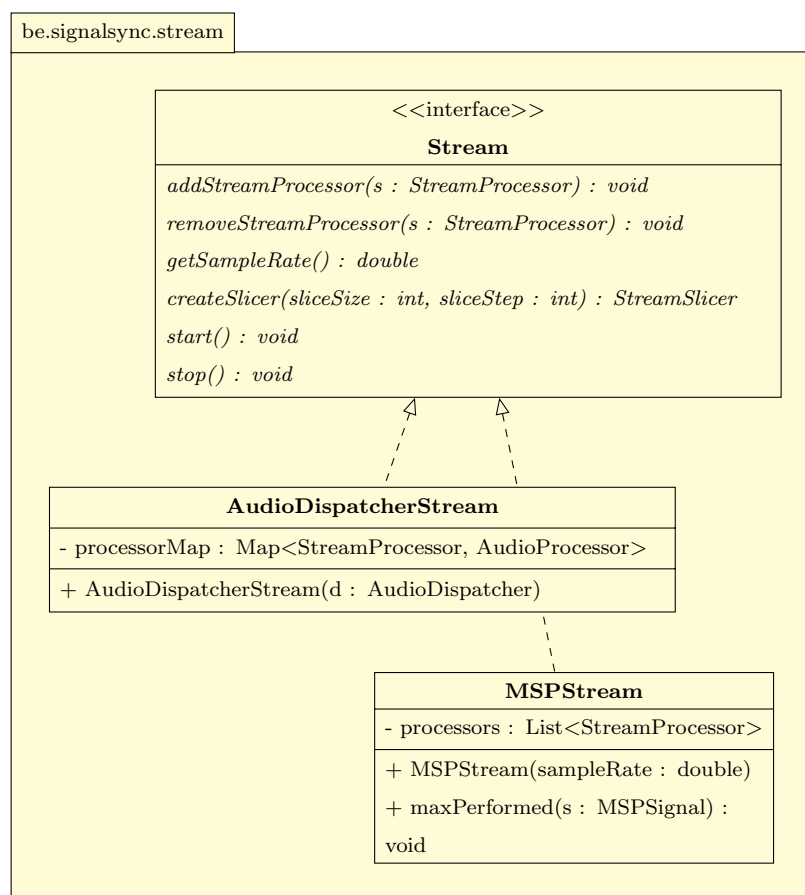 be.signalsync.stream
<<interface>>
Stream
addStreamProcessor(s : StreamProcessor) : void
removeStreamProcessor(s : StreamProcessor) : void
getSampleRate() : double
createSlicer(sliceSize : int, sliceStep : int) : StreamSlicer
start() : void
stop() : void
AudioDispatcherStream
- processorMap : Map<StreamProcessor, AudioProcessor>
+ AudioDispatcherStream(d : AudioDispatcher)
MSPStream
- processors : List<StreamProcessor>
+ MSPStream(sampleRate : double)
+ maxPerformed(s : MSPSignal) :
void